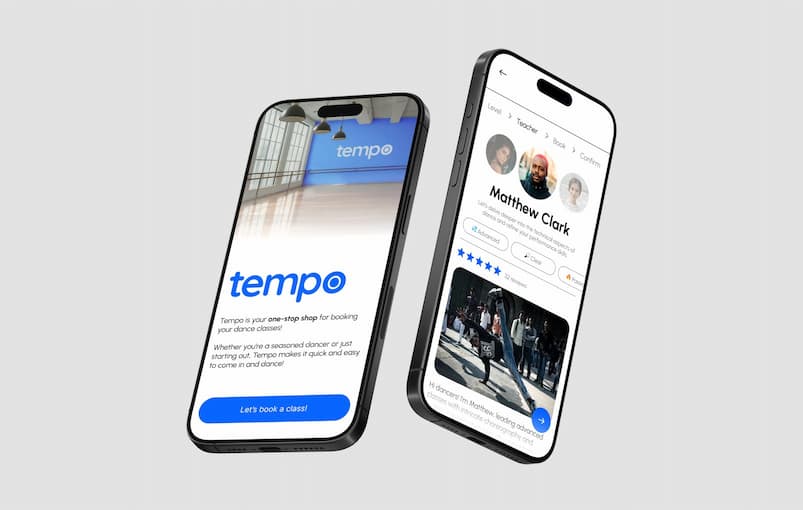 tempo
tempo
Tempo is your one-stop shop for booking
your dance classes!
Whether you're a seasoned dancer or just
starting out, Tempo makes it quick and easy
to come in and dance!
Let's book a class!
Level
Teacher
Book
Confirm
Matthew Clark
Let's delve deeper into the technical aspects of
dance and refine your performance skills.
Advanced
Clear
5
reviews
Hi dancers! I'm Matthew, leading advanced
classes with intricate choreography and